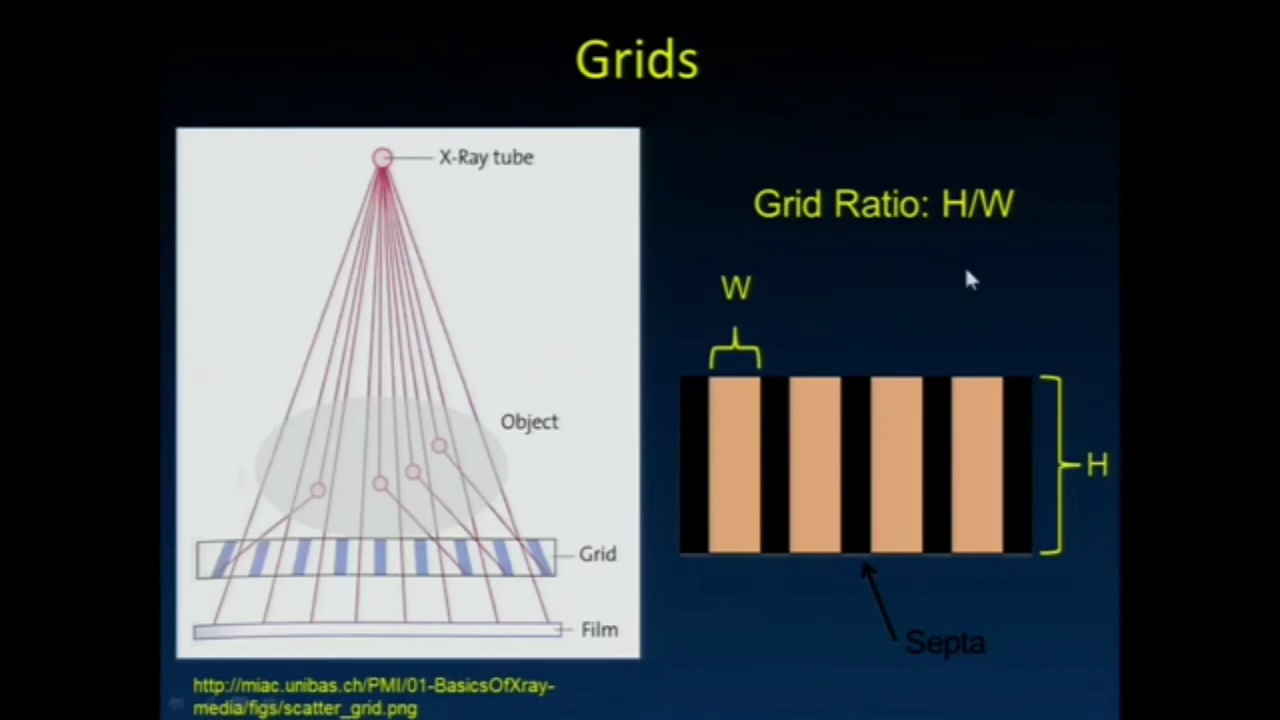 Grids
X-Ray tube
Object
Grid
Film
http://miac.unibas.ch/PMI/01-BasicsOfXray-
media/figs/scatter_grid.png
Grid Ratio: H/W
W
H
Septa